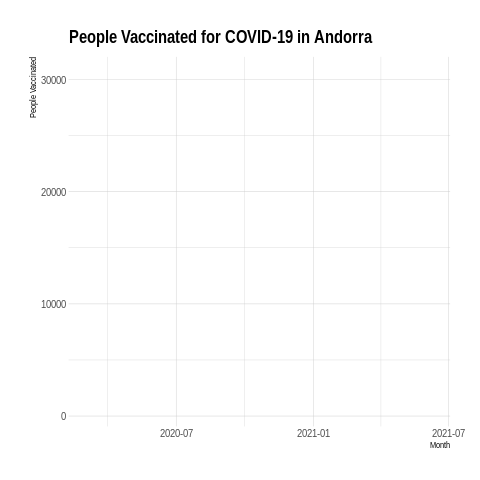 People Vaccinated for COVID-19 in Andorra
People Vaccinated
30000
20000
10000
0
2020-07 2021-01 2021-07
Month